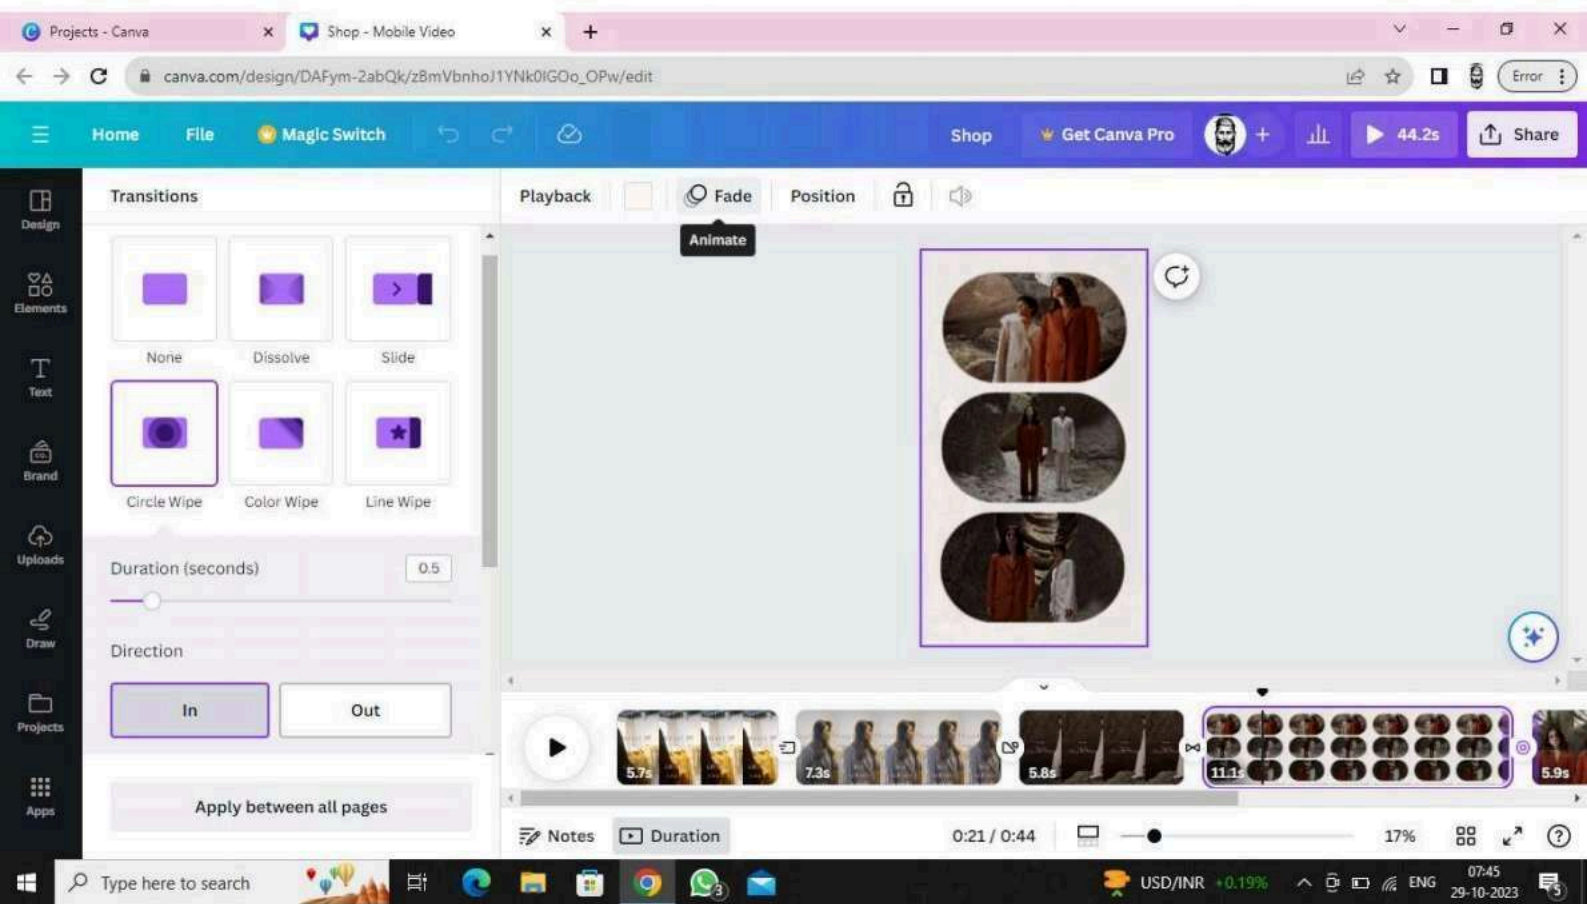 Projects - Canva
Shop - Mobile Video
canva.com/design/DAFym-2abQk/zBmVbnhoJ1YNk0IGOo_OPw/edit
Error
Home File Magic Switch Shop Get Canva Pro 44.2s Share
Design
Elements
Text
Brand
Uploads
Draw
Projects
Apps
Transitions
None Dissolve Slide
Circle Wipe Color Wipe Line Wipe
Duration (seconds) 0.5
Direction
In Out
Apply between all pages
Playback Fade Position
Animate
5.7s 7.3s 5.8s 11.1s 5.9s
Notes Duration 0:21 / 0:44 17%
Type here to search
3
USD/INR +0.19%
ENG
07:45
29-10-2023
5